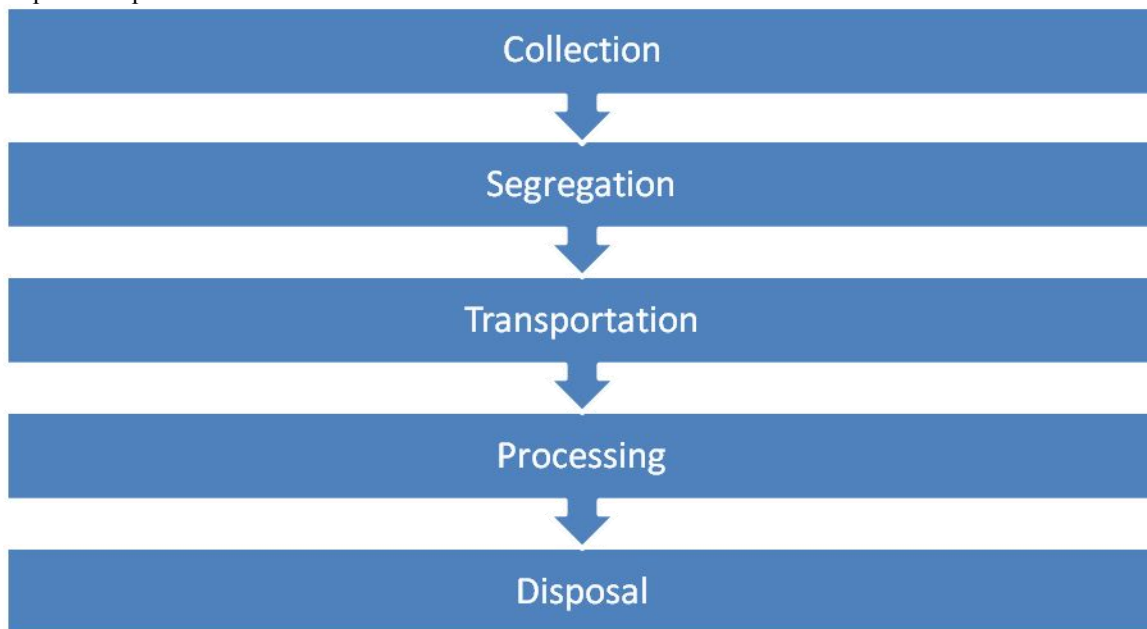 Collection
Segregation
Transportation
Processing
Disposal